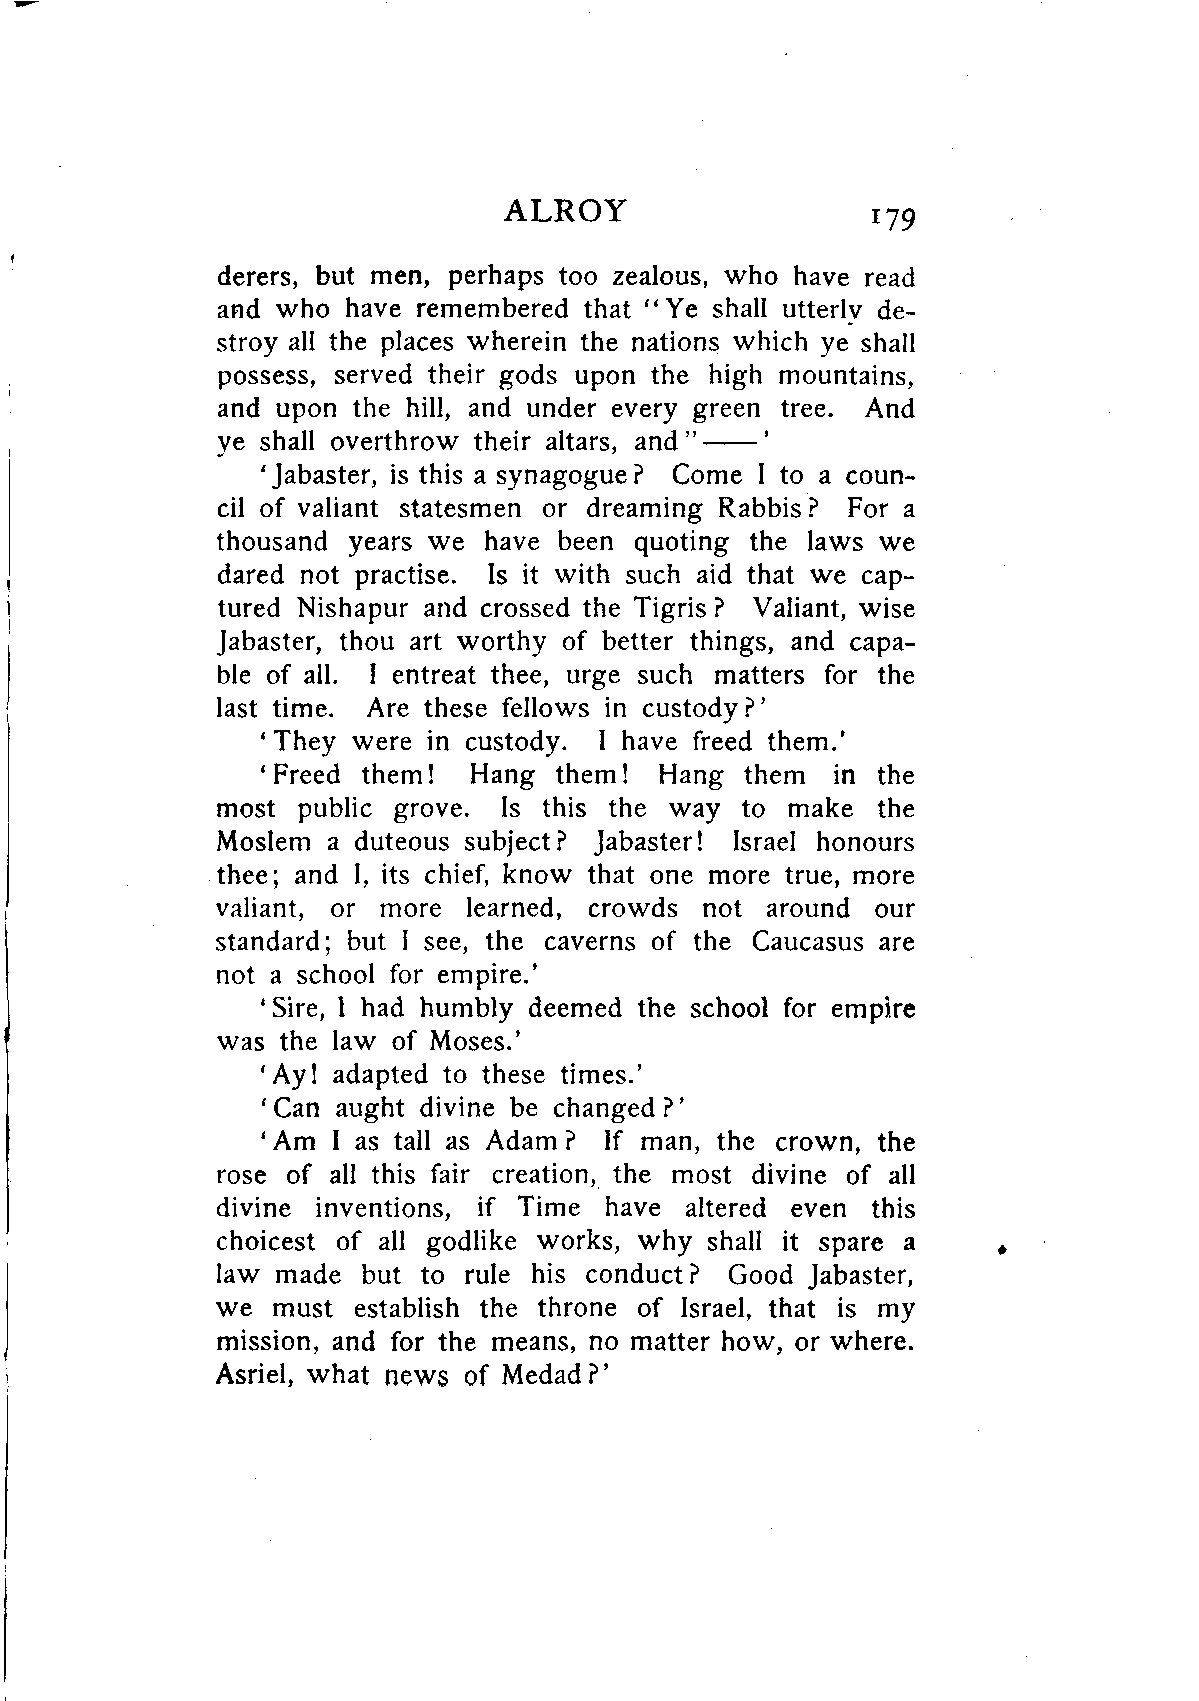 ALROY 179
derers, but men, perhaps too zealous, who have read
and who have remembered that “Ye shall utterly de-
stroy all the places wherein the nations which ye shall
possess, served their gods upon the high mountains,
and upon the hill, and under every green tree. And
ye shall overthrow their altars, and”——’
‘Jabaster, is this a synagogue? Come I to a coun-
cil of valiant statesmen or dreaming Rabbis? For a
thousand years we have been quoting the laws we
dared not practise. Is it with such aid that we cap-
tured Nishapur and crossed the Tigris? Valiant, wise
Jabaster, thou art worthy of better things, and capa-
ble of all. I entreat thee, urge such matters for the
last time. Are these fellows in custody?’
‘They were in custody. I have freed them.’
‘Freed them! Hang them! Hang them in the
most public grove. Is this the way to make the
Moslem a duteous subject? Jabaster! Israel honours
thee; and I, its chief, know that one more true, more
valiant, or more learned, crowds not around our
standard; but I see, the caverns of the Caucasus are
not a school for empire.’
‘Sire, I had humbly deemed the school for empire
was the law of Moses.’
‘Ay! adapted to these times.’
‘Can aught divine be changed?’
‘Am I as tall as Adam? If man, the crown, the
rose of all this fair creation, the most divine of all
divine inventions, if Time have altered even this
choicest of all godlike works, why shall it spare a
law made but to rule his conduct? Good Jabaster,
we must establish the throne of Israel, that is my
mission, and for the means, no matter how, or where.
Asriel, what news of Medad?’